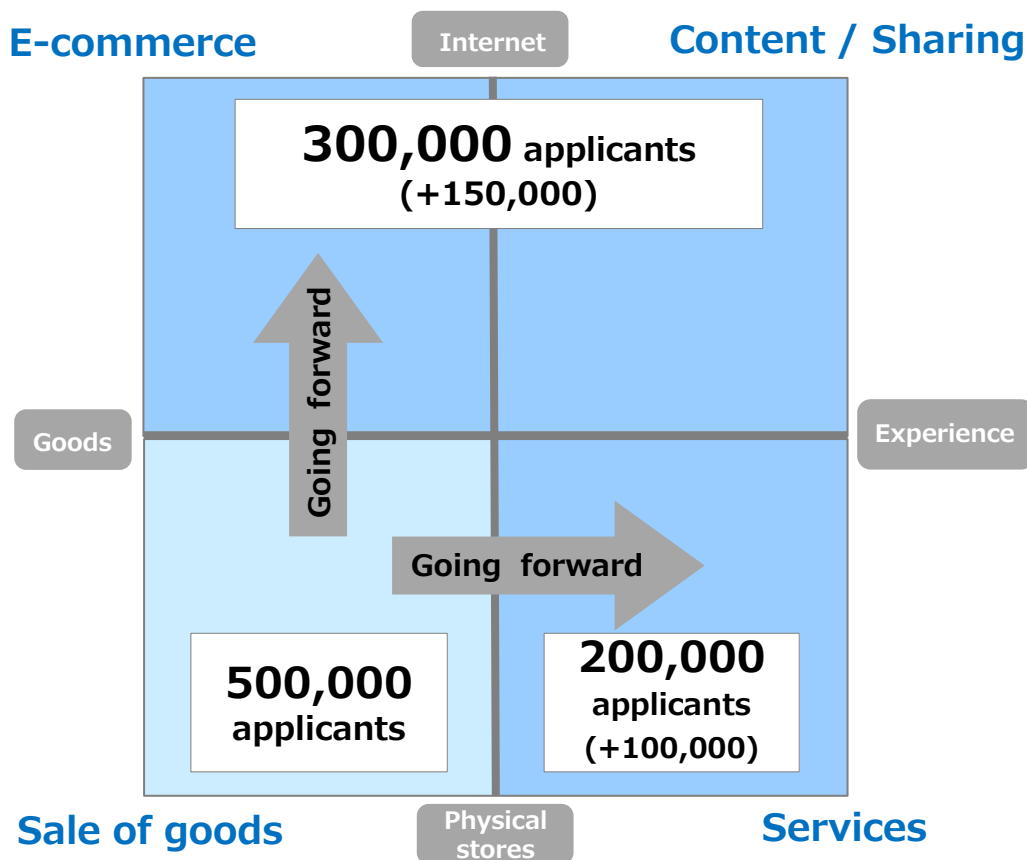 E-commerce
Internet
Content / Sharing
300,000 applicants
(+150,000)
Going forward
Goods
Experience
Going forward
500,000
applicants
200,000
applicants
(+100,000)
Sale of goods
Physical
stores
Services